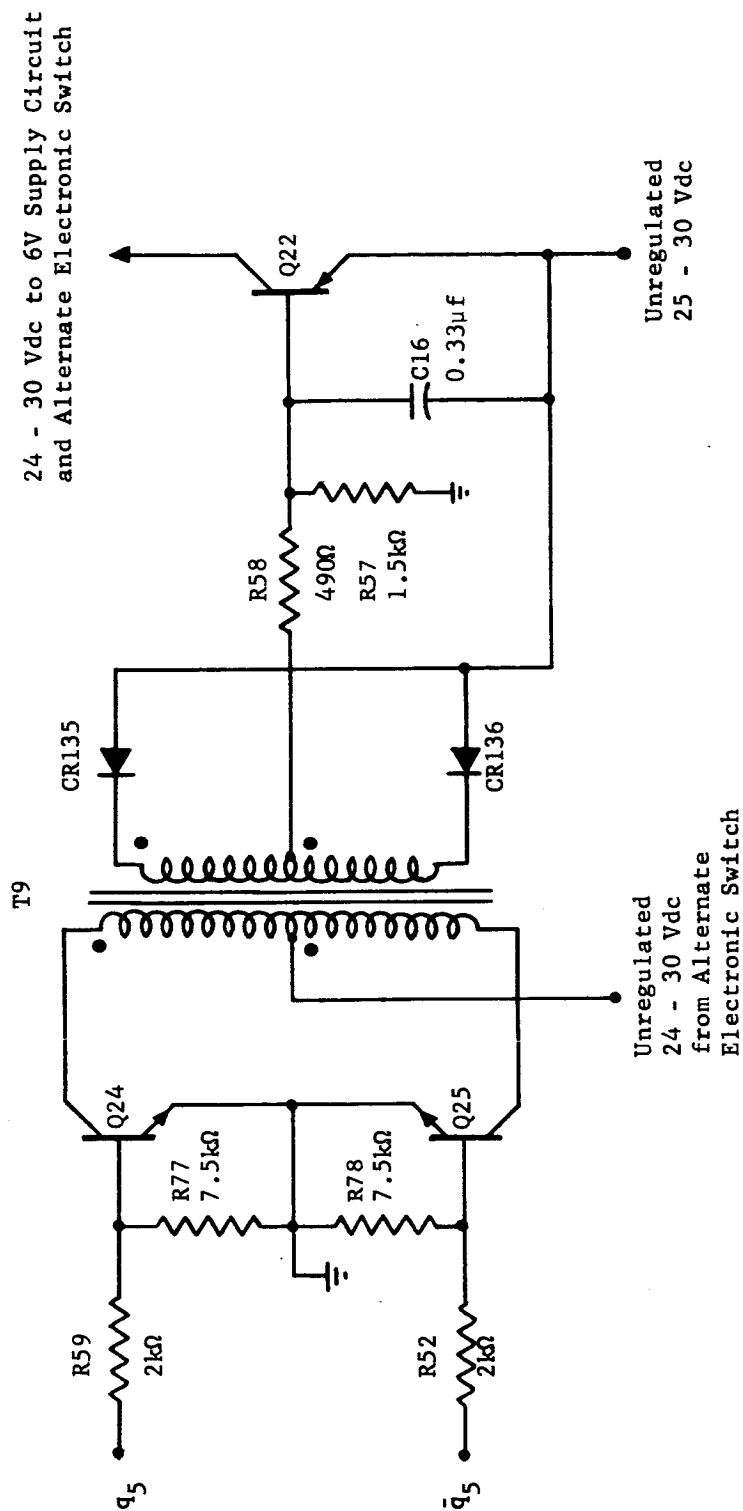 24 - 30 Vdc to 6V Supply Circuit
and Alternate Electronic Switch
T9
CR135
Q22
Q24
R58
490Ω
C16
0.33μf
R59
2kΩ
R77
7.5kΩ
R57
1.5kΩ
q5
R78
7.5kΩ
Q25
R52
2kΩ
CR136
q̄5
Unregulated
24 - 30 Vdc
from Alternate
Electronic Switch
Unregulated
25 - 30 Vdc